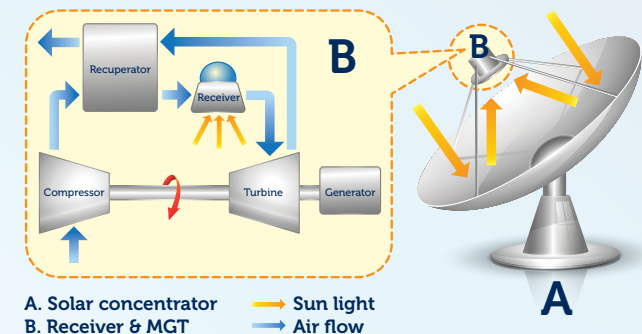 B
Recuperator
Receiver
Compressor
Turbine
Generator
B
A
A. Solar concentrator
B. Receiver & MGT
Sun light
Air flow